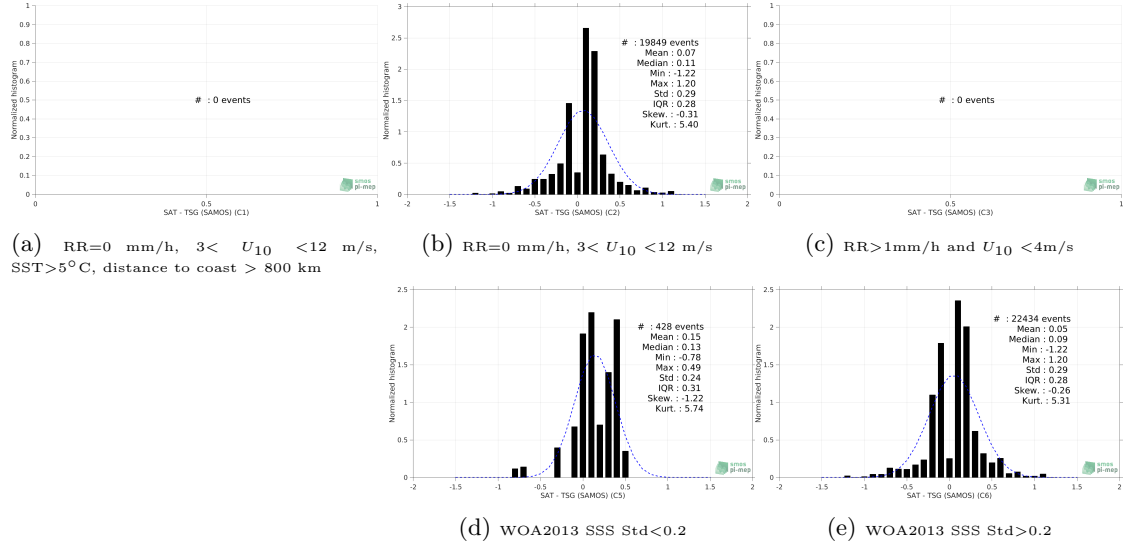 1
0.9
0.8
0.7
0.6
0.5
0.4
0.3
0.2
0.1
0
Normalized histogram
# : 0 events
0 0.5 1
SAT - TSG (SAMOS) (C1)
smos
pi-mep
(a) RR=0 mm/h, 3< U10 <12 m/s,
SST>5°C, distance to coast > 800 km
3
2.5
2
1.5
1
0.5
0
Normalized histogram
# : 19849 events
Mean : 0.07
Median : 0.11
Min : -1.22
Max : 1.20
Std : 0.29
IQR : 0.28
Skew. : -0.31
Kurt. : 5.40
-2 -1.5 -1 -0.5 0 0.5 1 1.5 2
SAT - TSG (SAMOS) (C2)
smos
pi-mep
(b) RR=0 mm/h, 3< U10 <12 m/s
1
0.9
0.8
0.7
0.6
0.5
0.4
0.3
0.2
0.1
0
Normalized histogram
# : 0 events
0 0.5 1
SAT - TSG (SAMOS) (C3)
smos
pi-mep
(c) RR>1mm/h and U10 <4m/s
2.5
2
1.5
1
0.5
0
Normalized histogram
# : 428 events
Mean : 0.15
Median : 0.13
Min : -0.78
Max : 0.49
Std : 0.24
IQR : 0.31
Skew. : -1.22
Kurt. : 5.74
-2 -1.5 -1 -0.5 0 0.5 1 1.5 2
SAT - TSG (SAMOS) (C5)
smos
pi-mep
(d) WOA2013 SSS Std<0.2
2.5
2
1.5
1
0.5
0
Normalized histogram
# : 22434 events
Mean : 0.05
Median : 0.09
Min : -1.22
Max : 1.20
Std : 0.29
IQR : 0.28
Skew. : -0.26
Kurt. : 5.31
-2 -1.5 -1 -0.5 0 0.5 1 1.5 2
SAT - TSG (SAMOS) (C6)
smos
pi-mep
(e) WOA2013 SSS Std>0.2